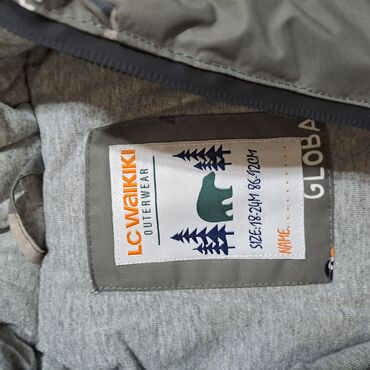 LC WAIKIKI
OUTERWEAR
SIZE:18-24M 86-92CM
NAME:
GLOBA